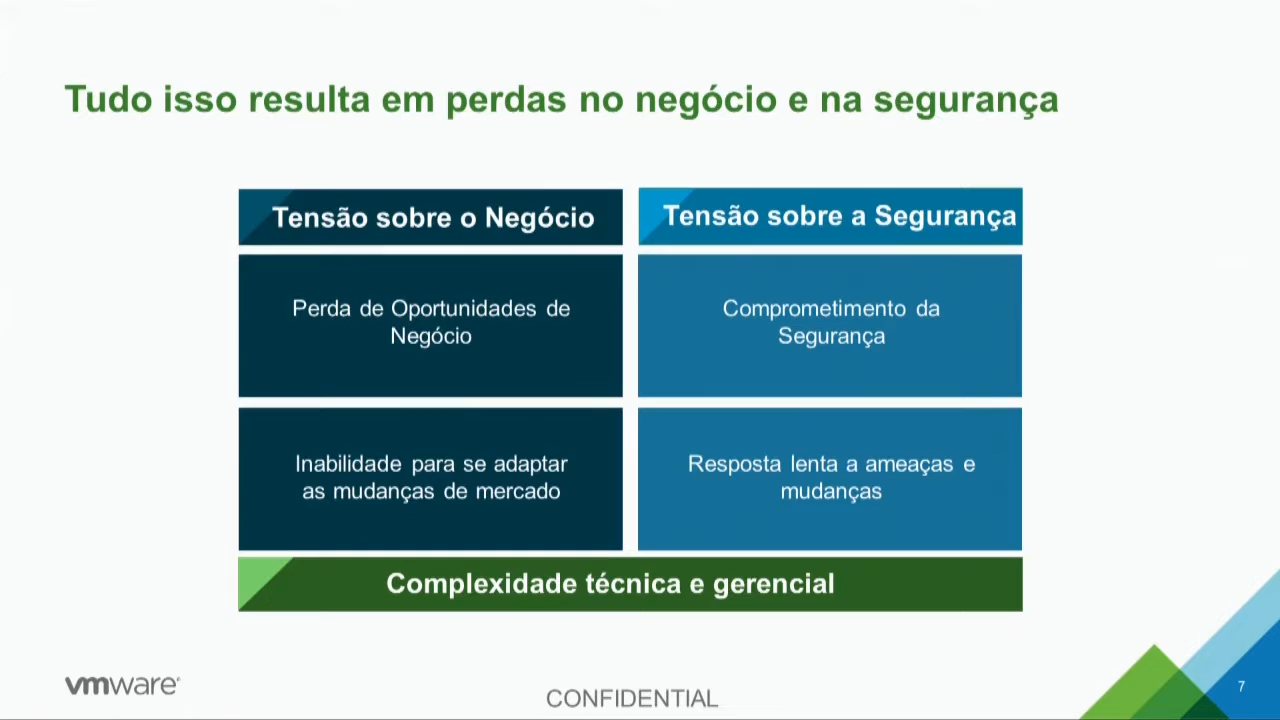 Tudo isso resulta em perdas no negócio e na segurança
Tensão sobre o Negócio
Tensão sobre a Segurança
Perda de Oportunidades de
Negócio
Comprometimento da
Segurança
Inabilidade para se adaptar
as mudanças de mercado
Resposta lenta a ameaças e
mudanças
Complexidade técnica e gerencial
vmware
CONFIDENTIAL
7